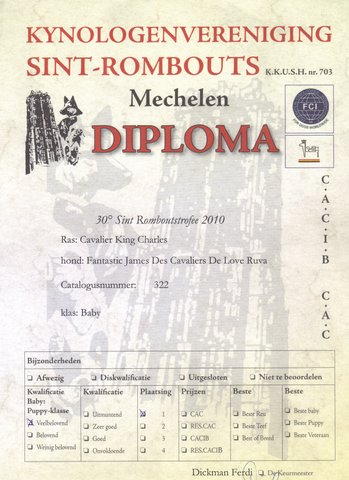 KYNOLOGENVERENIGING
SINT-ROMBOUTS K.K.U.S.H. nr. 703
Mechelen
DIPLOMA
FCI
C.A.C.I.B
C.A.C
30° Sint Romboutstrofee 2010
Ras: Cavalier King Charles
hond: Fantastic James Des Cavaliers De Love Ruva
Catalogusnummer: 322
klas: Baby
Bijzonderheden
❑ Afwezig ❑ Diskwalificatie ❑ Uitgesloten ❑ Niet te beoordelen
Kwalificatie Baby: Puppy-klasse
Veelbelovend
❑ Belovend
❑ Weinig belovend
Kwalificatie
❑ Uitmuntend
❑ Zeer goed
❑ Goed
❑ Onvoldoende
Plaatsing
1
❑ 2
❑ 3
❑ 4
Prijzen
❑ CAC
❑ RES.CAC
❑ CACIB
❑ RES.CACIB
Beste
❑ Beste Reu
❑ Beste Teef
❑ Best of Breed
Beste
❑ Beste baby
❑ Beste Puppy
❑ Beste Veteraan
Dickman Ferdi De Keurmeester